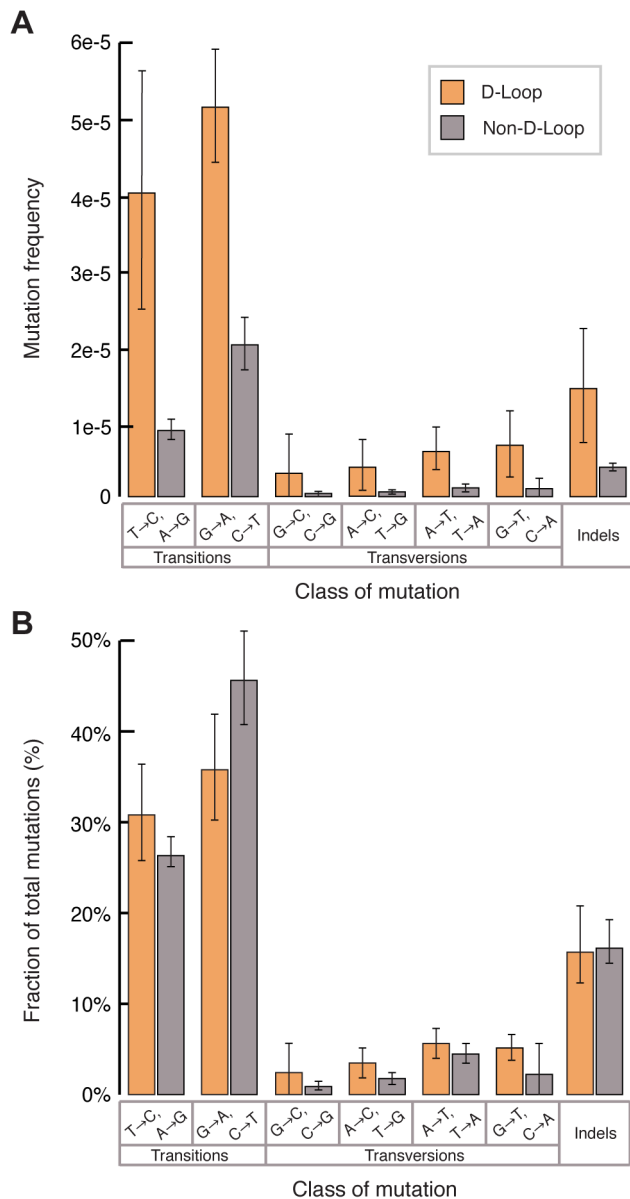 A
6e-5
5e-5
4e-5
3e-5
2e-5
1e-5
0
Mutation frequency
D-Loop
Non-D-Loop
T→C,
A→G
G→A,
C→T
G→C,
C→G
A→C,
T→G
A→T,
T→A
G→T,
C→A
Indels
Transitions
Transversions
Class of mutation
B
50%
40%
30%
20%
10%
0%
Fraction of total mutations (%)
T→C,
A→G
G→A,
C→T
G→C,
C→G
A→C,
T→G
A→T,
T→A
G→T,
C→A
Indels
Transitions
Transversions
Class of mutation